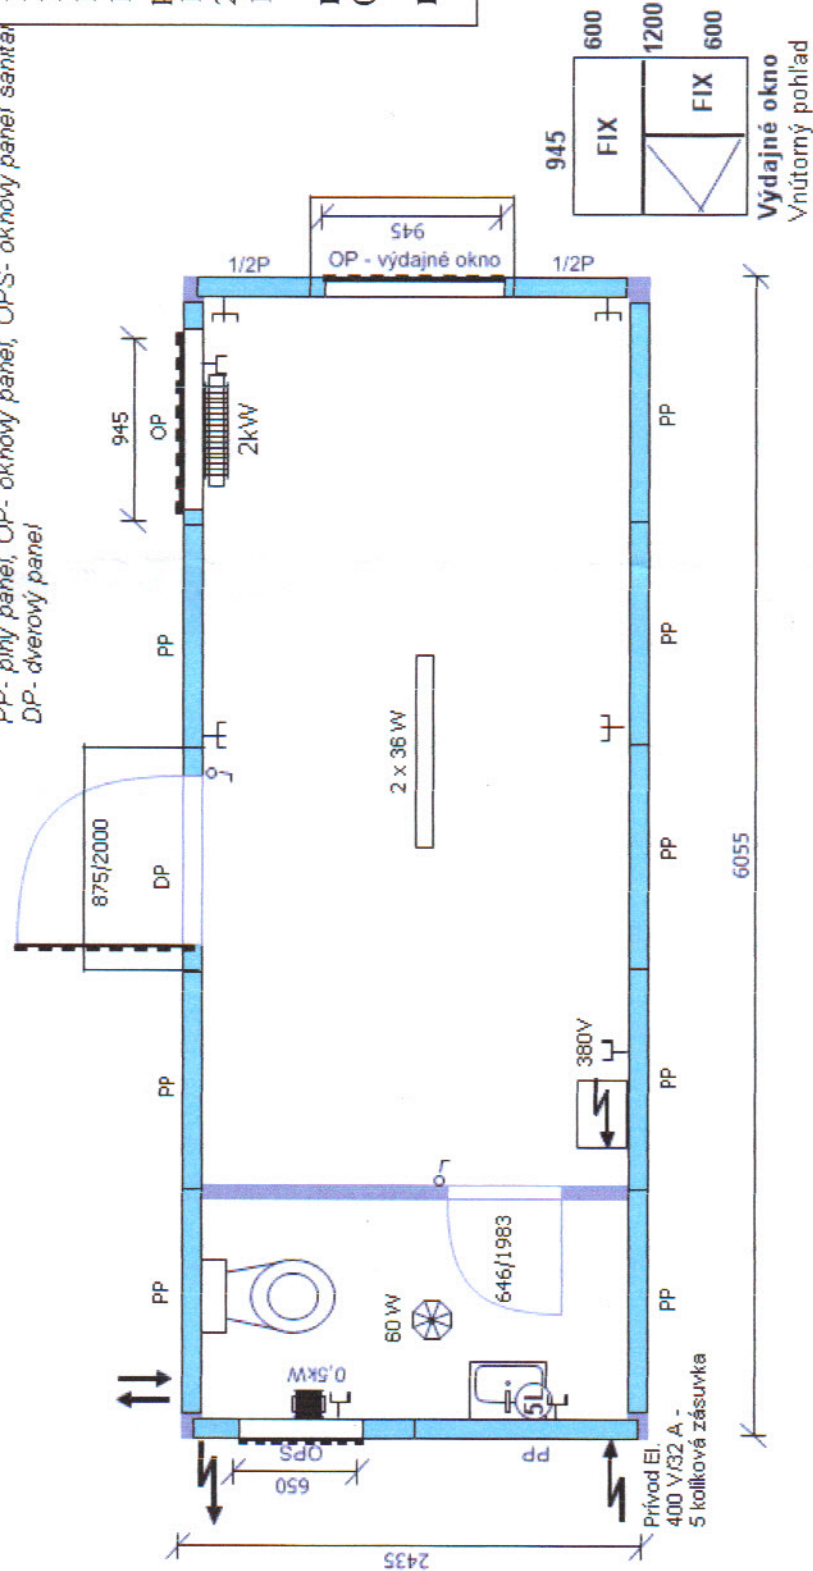 PP- plný panel, OP- oknový panel, OPS- oknový panel sanitár
DP- dverový panel
945
OP
2kW
PP
875/2000
DP
PP
PP
1/2P
OP - výdajné okno
945
1/2P
2 x 36 W
380V
646/1983
60 W
0,5kW
5L
OPS
650
PP
2435
PP
PP
PP
PP
PP
6055
Prívod El.
400 V/32 A -
5 kolíková zásuvka
945
600
FIX
1200
FIX
600
Výdajné okno
Vnútorný pohľad